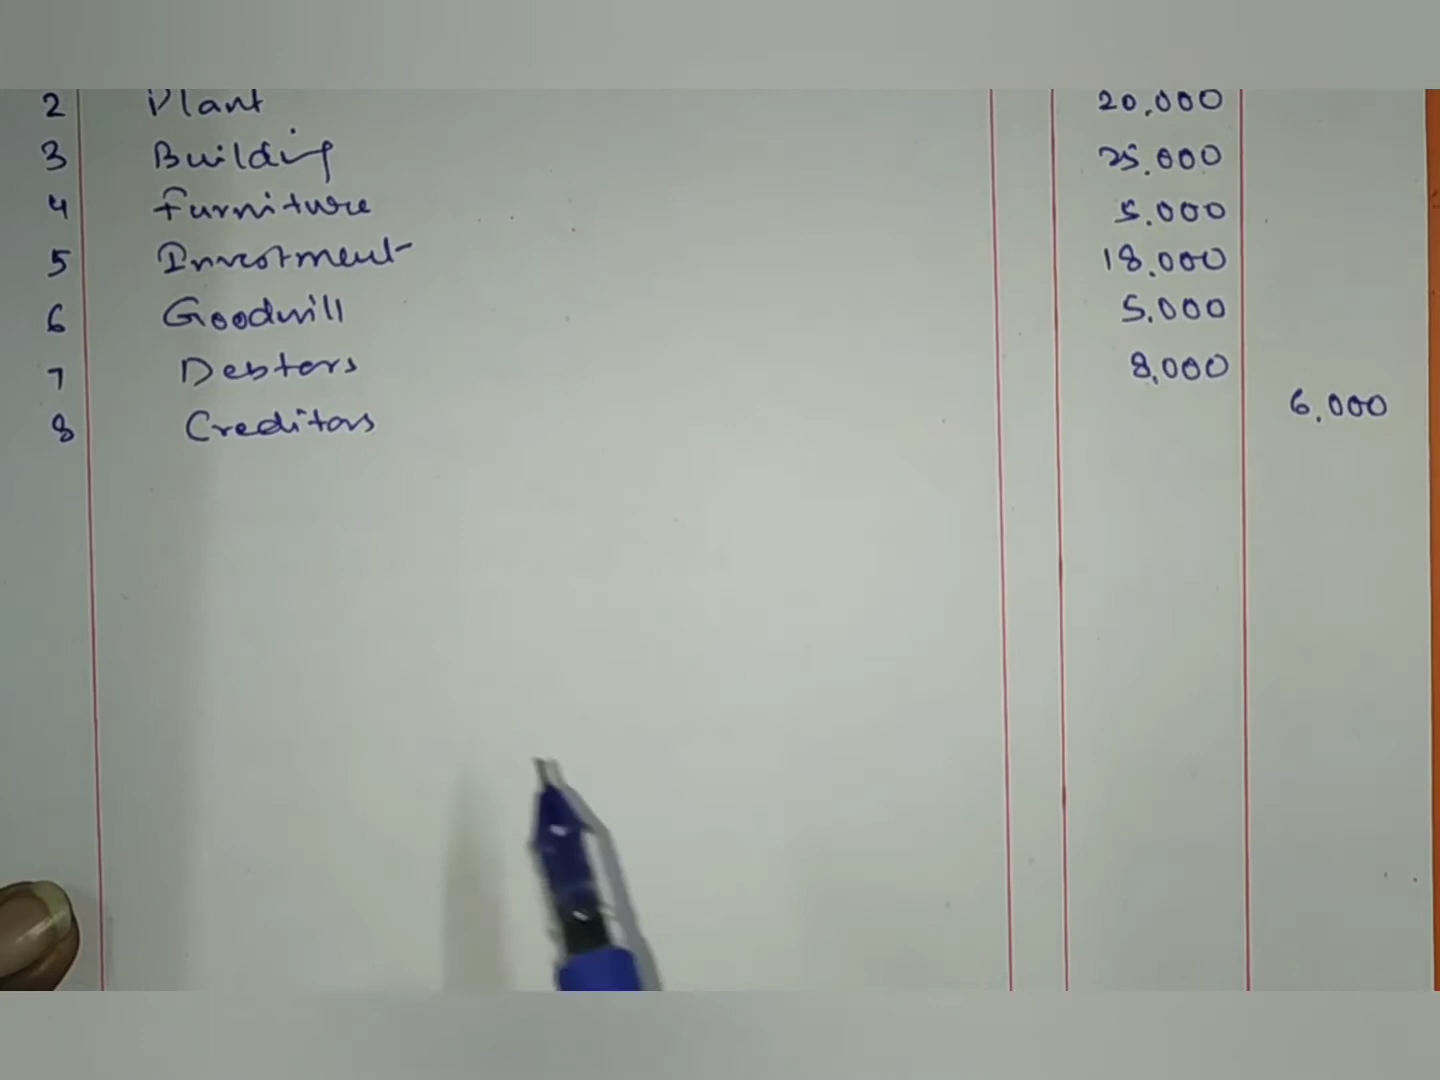 2 Plant 20,000
3 Building 25.000
4 Furniture 5.000
5 Investment 18.000
6 Goodwill 5.000
7 Debtors 8,000
8 Creditors 6.000